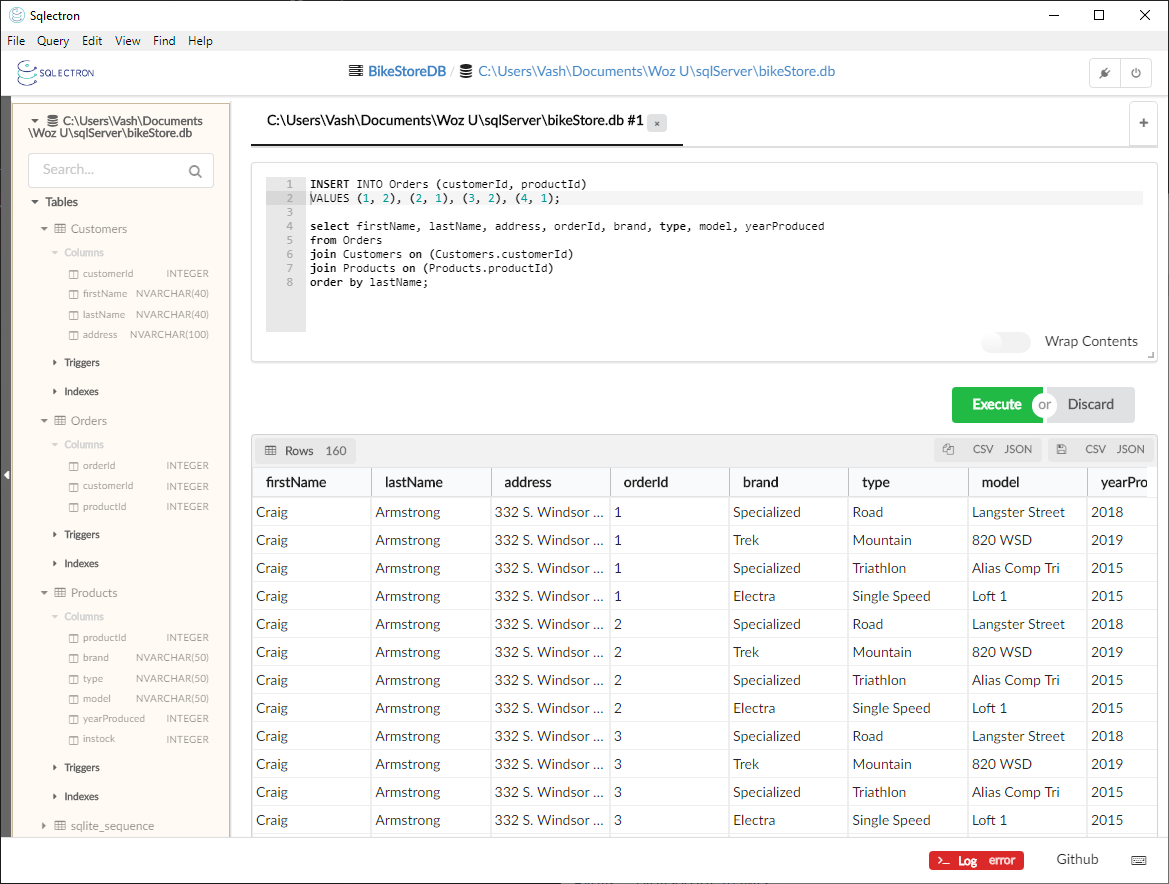 Sqlectron
File Query Edit View Find Help
SQLECTRON
BikeStoreDB / C:\Users\Vash\Documents\Woz U\sqlServer\bikeStore.db
C:\Users\Vash\Documents
\Woz U\sqlServer\bikeStore.db
Search...
Tables
Customers
Columns
customerId INTEGER
firstName NVARCHAR(40)
lastName NVARCHAR(40)
address NVARCHAR(100)
Triggers
Indexes
Orders
Columns
orderId INTEGER
customerId INTEGER
productId INTEGER
Triggers
Indexes
Products
Columns
productId INTEGER
brand NVARCHAR(50)
type NVARCHAR(50)
model NVARCHAR(50)
yearProduced INTEGER
instock INTEGER
Triggers
Indexes
sqlite_sequence
C:\Users\Vash\Documents\Woz U\sqlServer\bikeStore.db #1 ×
+
1 INSERT INTO Orders (customerId, productId)
2 VALUES (1, 2), (2, 1), (3, 2), (4, 1);
3
4 select firstName, lastName, address, orderId, brand, type, model, yearProduced
5 from Orders
6 join Customers on (Customers.customerId)
7 join Products on (Products.productId)
8 order by lastName;
Wrap Contents
Execute or Discard
Rows 160 CSV JSON CSV JSON
firstName lastName address orderId brand type model yearPro
Craig Armstrong 332 S. Windsor ... 1 Specialized Road Langster Street 2018
Craig Armstrong 332 S. Windsor ... 1 Trek Mountain 820 WSD 2019
Craig Armstrong 332 S. Windsor ... 1 Specialized Triathlon Alias Comp Tri 2015
Craig Armstrong 332 S. Windsor ... 1 Electra Single Speed Loft 1 2015
Craig Armstrong 332 S. Windsor ... 2 Specialized Road Langster Street 2018
Craig Armstrong 332 S. Windsor ... 2 Trek Mountain 820 WSD 2019
Craig Armstrong 332 S. Windsor ... 2 Specialized Triathlon Alias Comp Tri 2015
Craig Armstrong 332 S. Windsor ... 2 Electra Single Speed Loft 1 2015
Craig Armstrong 332 S. Windsor ... 3 Specialized Road Langster Street 2018
Craig Armstrong 332 S. Windsor ... 3 Trek Mountain 820 WSD 2019
Craig Armstrong 332 S. Windsor ... 3 Specialized Triathlon Alias Comp Tri 2015
Craig Armstrong 332 S. Windsor ... 3 Electra Single Speed Loft 1 2015
>_ Log error Github